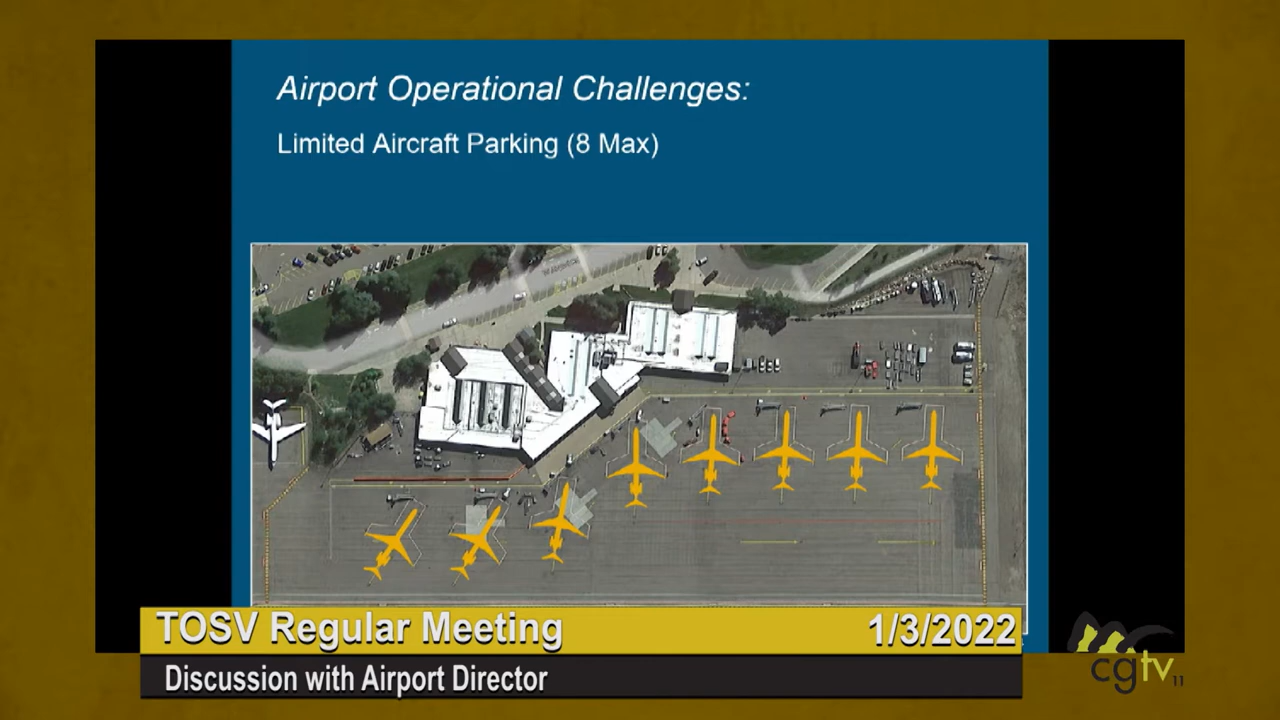 Airport Operational Challenges:
Limited Aircraft Parking (8 Max)
TOSV Regular Meeting
1/3/2022
Discussion with Airport Director
cgtv
11